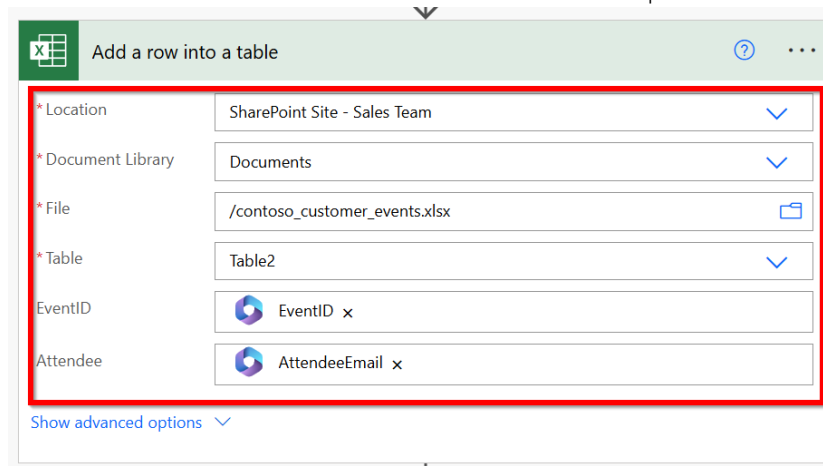 Add a row into a table
* Location
SharePoint Site - Sales Team
* Document Library
Documents
* File
/contoso_customer_events.xlsx
* Table
Table2
EventID
EventID ×
Attendee
AttendeeEmail ×
Show advanced options